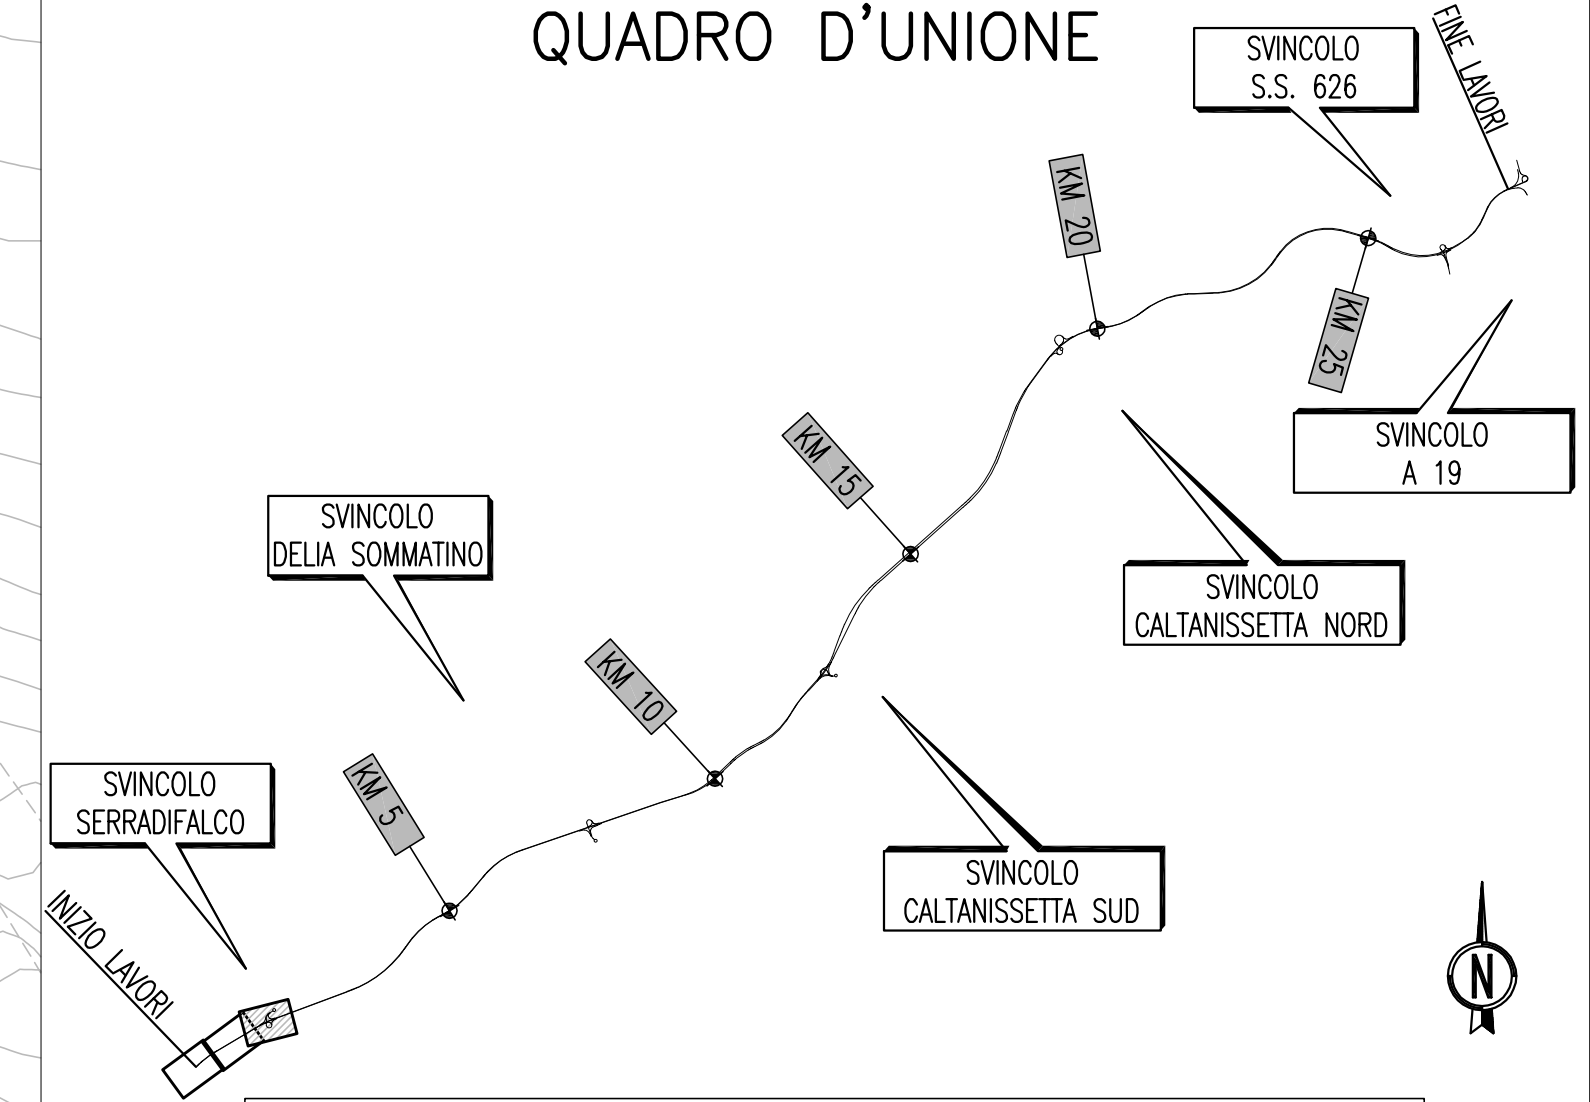 QUADRO D'UNIONE
SVINCOLO
S.S. 626
FINE LAVORI
KM 20
KM 25
SVINCOLO
A 19
KM 15
SVINCOLO
DELIA SOMMATINO
SVINCOLO
CALTANISSETTA NORD
KM 10
KM 5
SVINCOLO
SERRADIFALCO
SVINCOLO
CALTANISSETTA SUD
INIZIO LAVORI
N